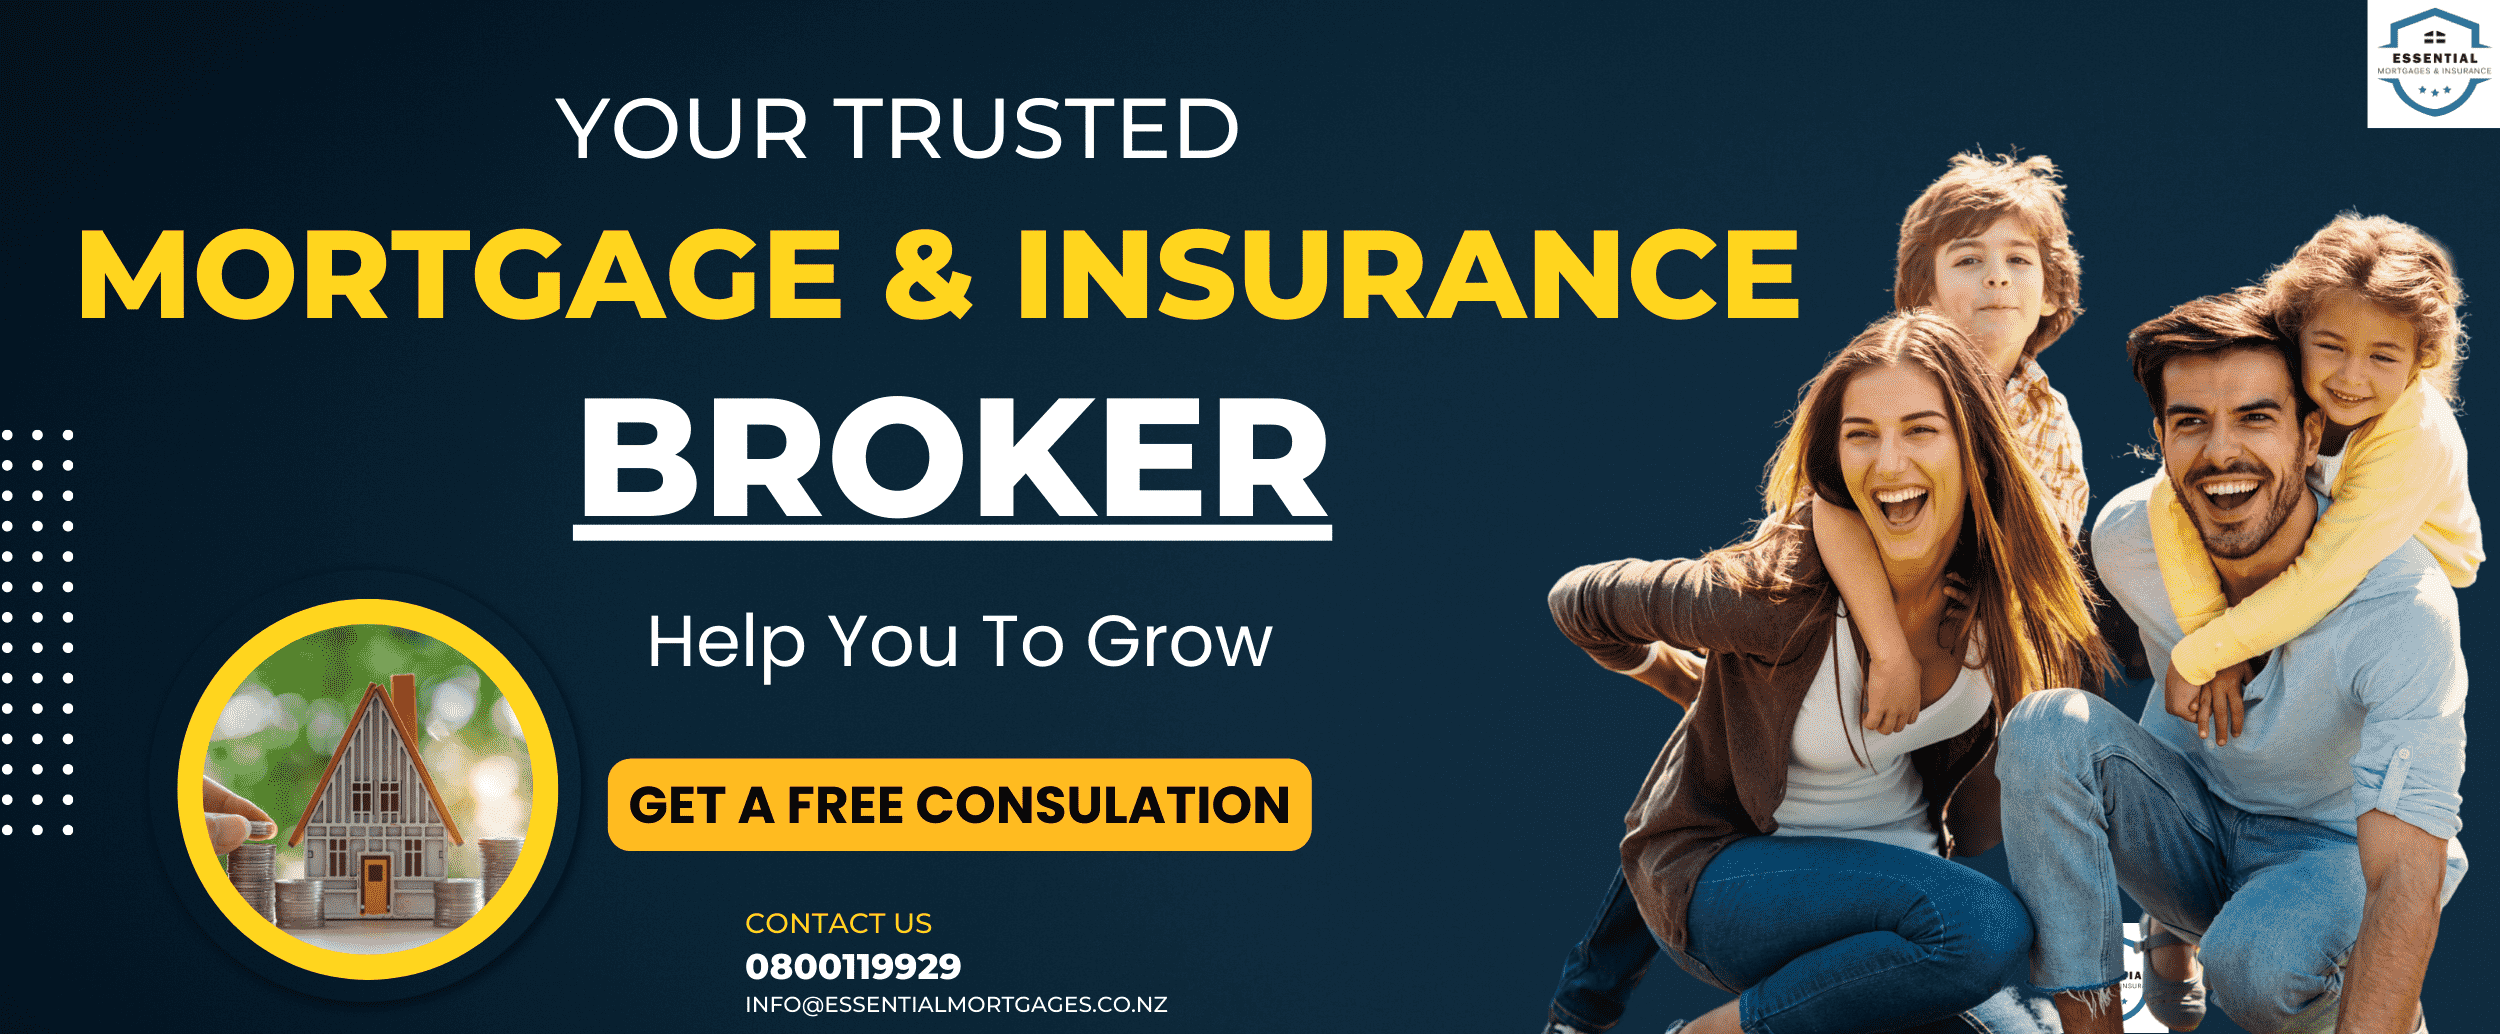 ESSENTIAL
MORTGAGES & INSURANCE
YOUR TRUSTED
MORTGAGE & INSURANCE
BROKER
Help You To Grow
GET A FREE CONSULATION
CONTACT US
0800119929
INFO@ESSENTIALMORTGAGES.CO.NZ